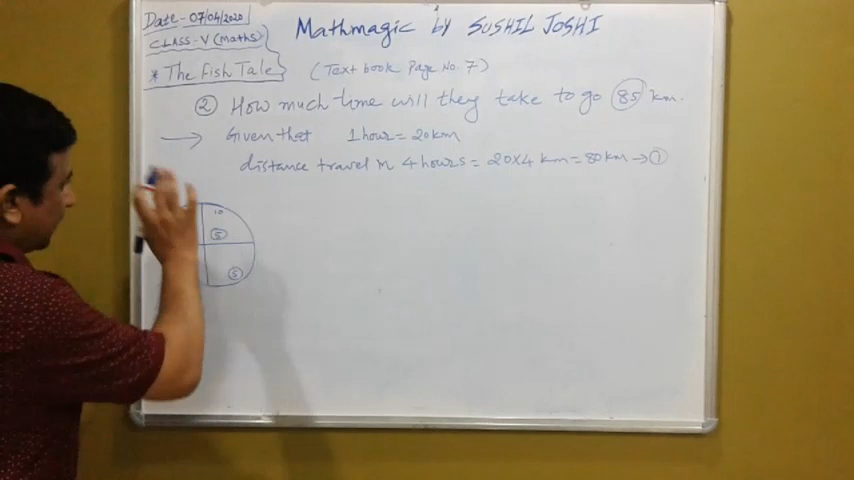 Date - 07/04/2020
Mathmagic by SUSHIL JOSHI
CLASS-V (Maths)
* The Fish Tale (Text book Page No. 7)
② How much time will they take to go 85 km.
→ Given that 1 hour = 20km
distance travel in 4 hours = 20×4 km = 80 km → ①
10
5
5